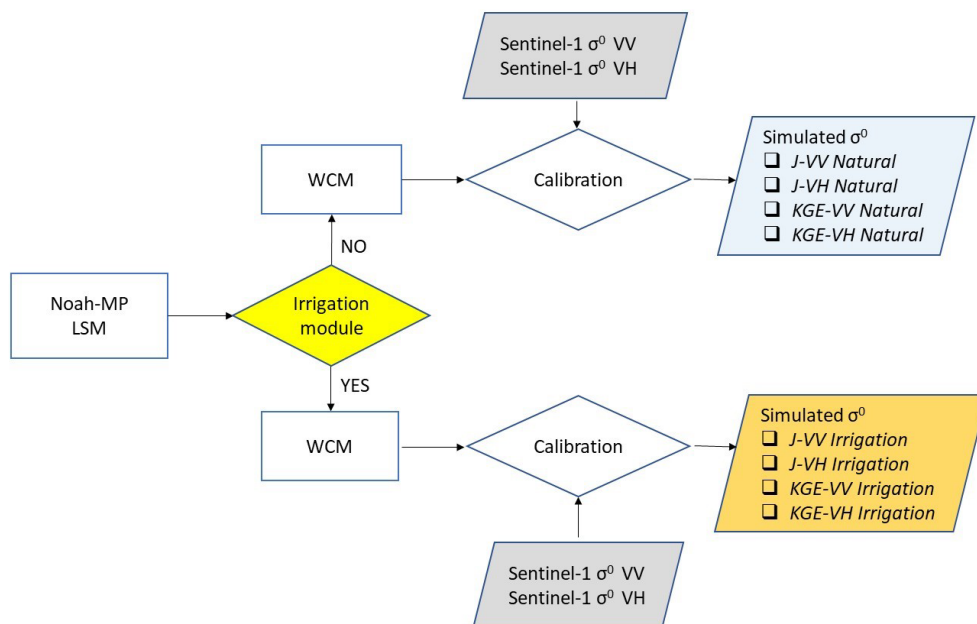 Sentinel-1 σ⁰ VV
Sentinel-1 σ⁰ VH
WCM
Calibration
Simulated σ⁰
❑ J-VV Natural
❑ J-VH Natural
❑ KGE-VV Natural
❑ KGE-VH Natural
NO
Noah-MP
LSM
Irrigation
module
YES
WCM
Calibration
Simulated σ⁰
❑ J-VV Irrigation
❑ J-VH Irrigation
❑ KGE-VV Irrigation
❑ KGE-VH Irrigation
Sentinel-1 σ⁰ VV
Sentinel-1 σ⁰ VH